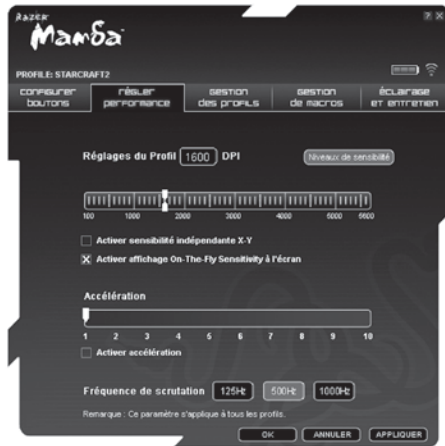 RAZER
Mamba
? X
PROFILE: STARCRAFT2
CONFIGURER BOUTONS
RÉGLER PERFORMANCE
GESTION DES PROFILS
GESTION DE MACROS
ÉCLAIRAGE ET ENTRETIEN
Réglages du Profil 1600 DPI
Niveaux de sensibilité
100 1000 2000 3000 4000 5000 5600
Activer sensibilité indépendante X-Y
X Activer affichage On-The-Fly Sensitivity à l'écran
Accélération
1 2 3 4 5 6 7 8 9 10
Activer accélération
Fréquence de scrutation 125Hz 500Hz 1000Hz
Remarque : Ce paramètre s'applique à tous les profils.
OK ANNULER APPLIQUER